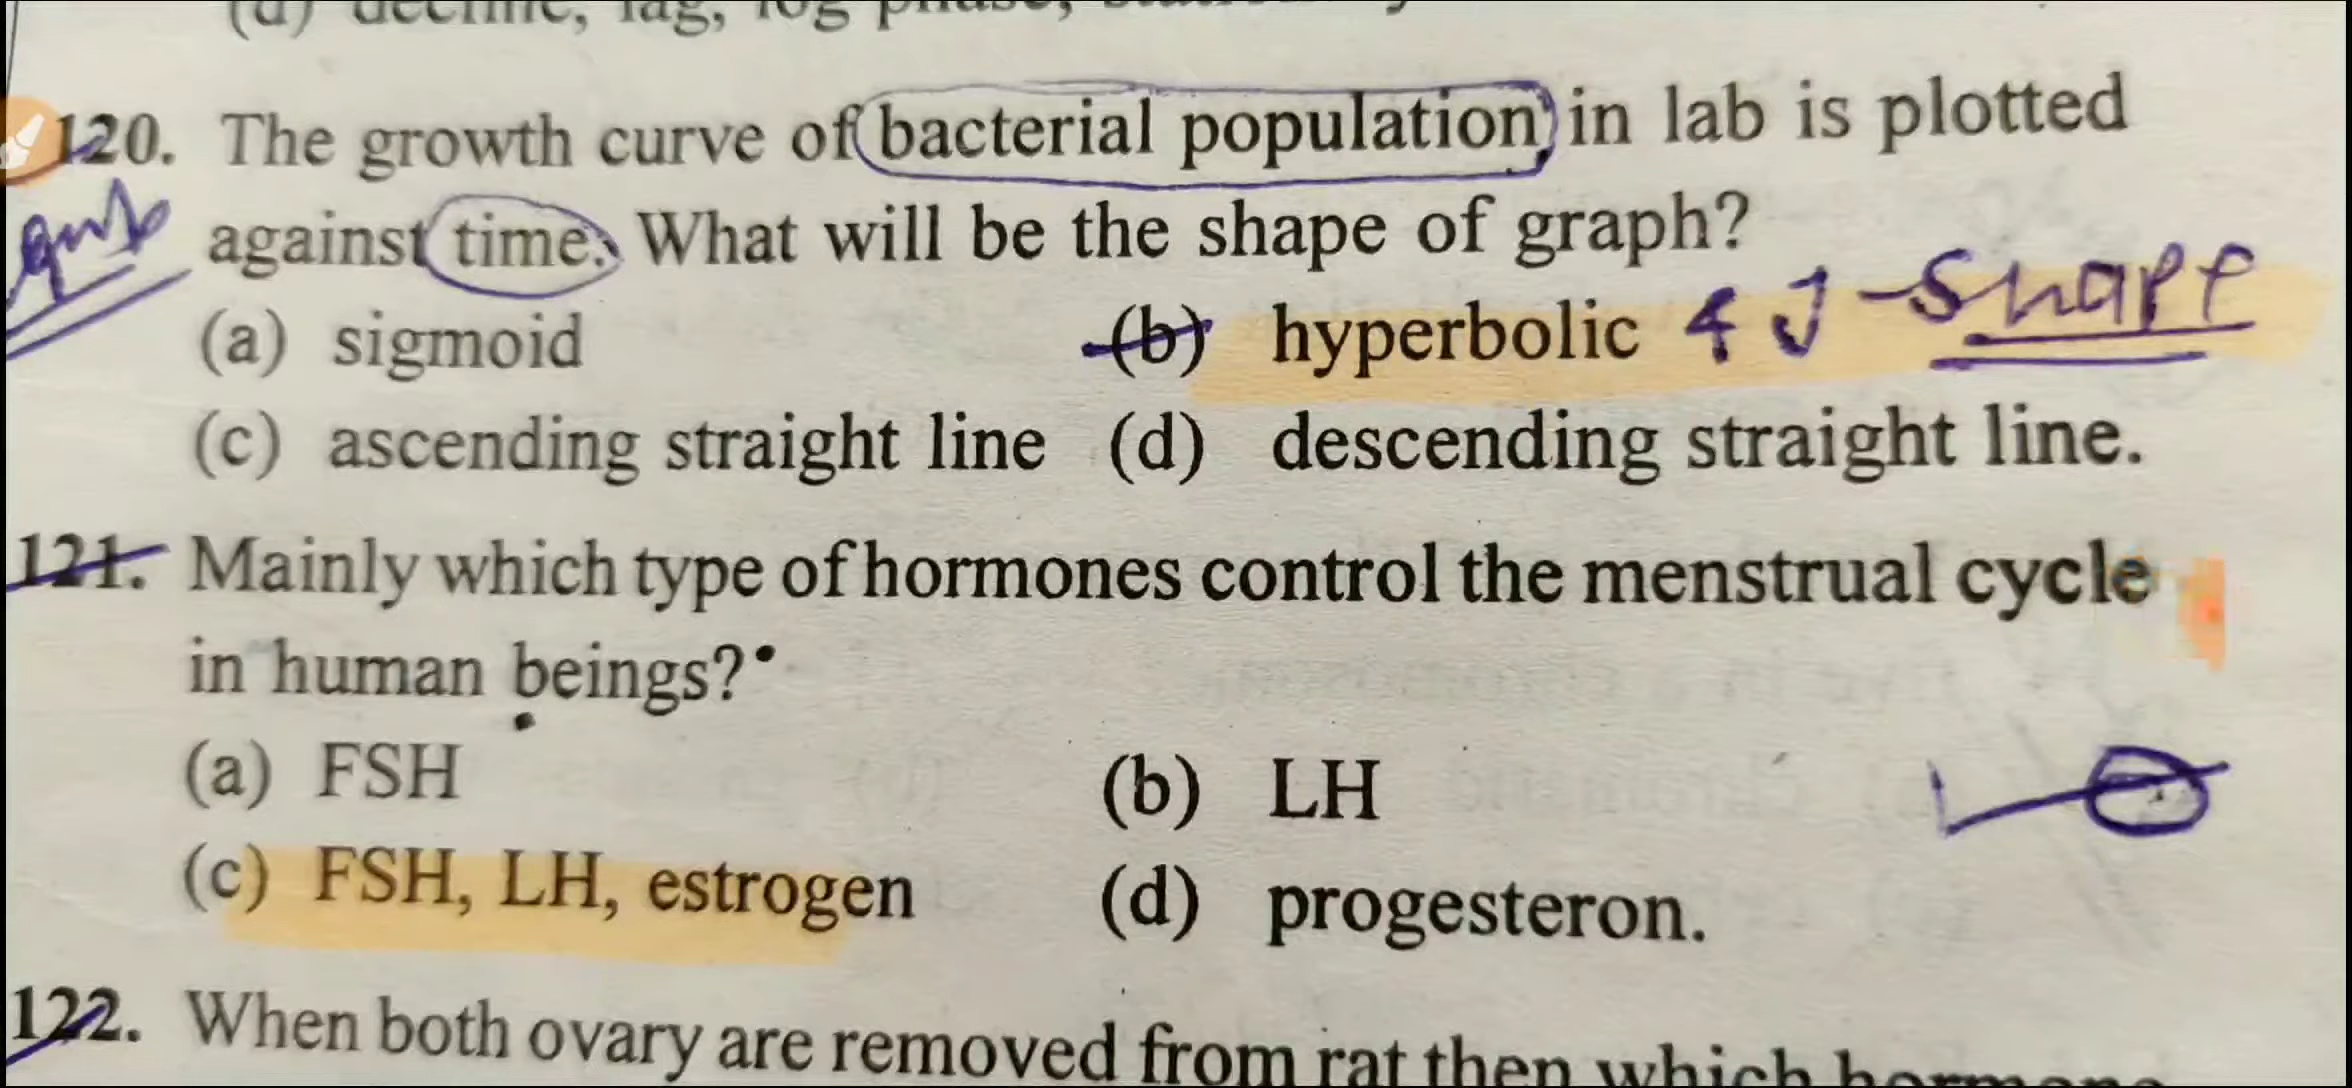 120. The growth curve of bacterial population in lab is plotted
against time. What will be the shape of graph?
(a) sigmoid (b) hyperbolic & J-shape
(c) ascending straight line (d) descending straight line.
121. Mainly which type of hormones control the menstrual cycle
in human beings?
(a) FSH (b) LH
(c) FSH, LH, estrogen (d) progesteron.
122. When both ovary are removed from rat then which hormone